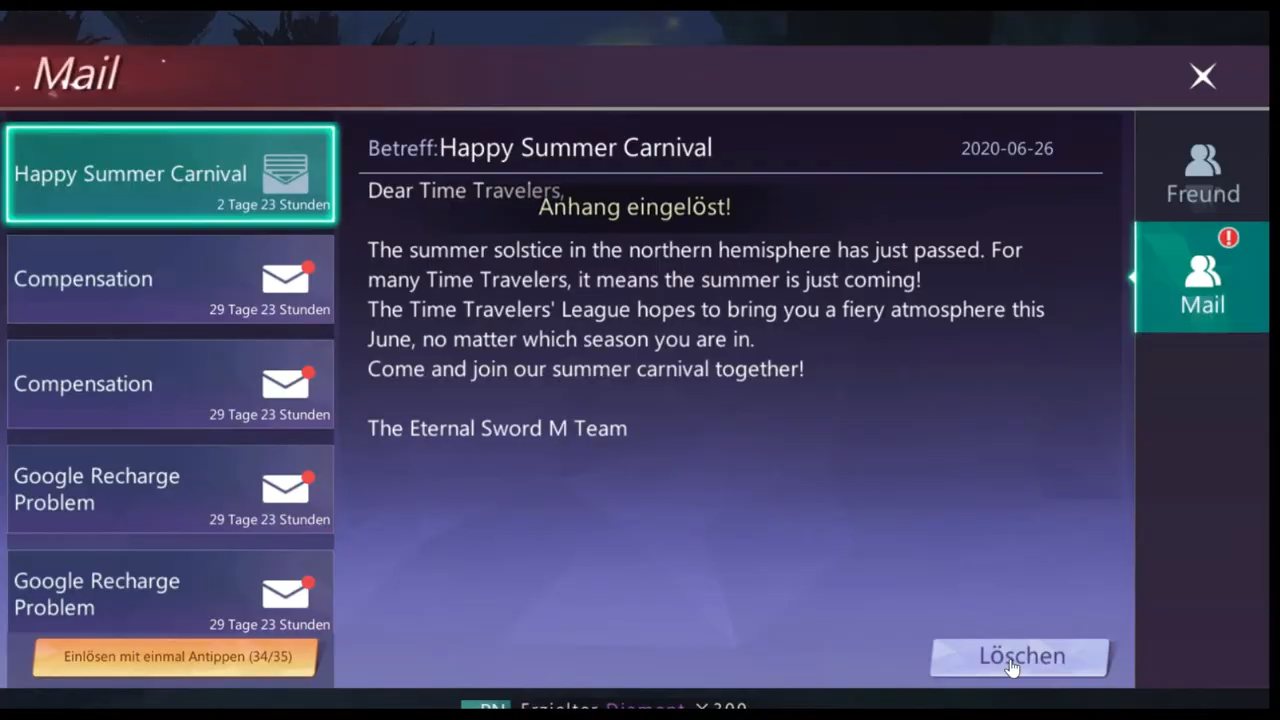 Mail
Happy Summer Carnival
2 Tage 23 Stunden
Compensation
29 Tage 23 Stunden
Compensation
29 Tage 23 Stunden
Google Recharge
Problem
29 Tage 23 Stunden
Google Recharge
Problem
29 Tage 23 Stunden
Einlösen mit einmal Antippen (34/35)
Betreff:Happy Summer Carnival
2020-06-26
Dear Time Travelers,
Anhang eingelöst!
The summer solstice in the northern hemisphere has just passed. For
many Time Travelers, it means the summer is just coming!
The Time Travelers' League hopes to bring you a fiery atmosphere this
June, no matter which season you are in.
Come and join our summer carnival together!
The Eternal Sword M Team
Löschen
Freund
Mail
Erzielter Diamant X300